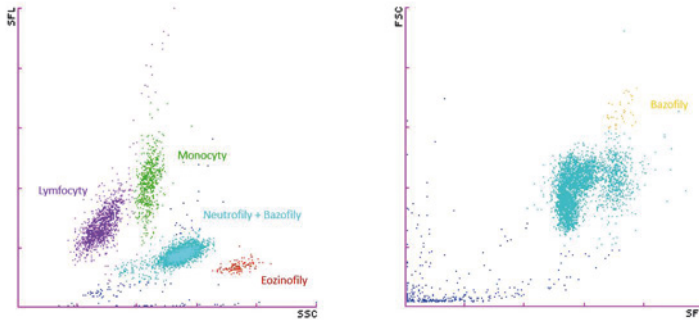 SFL
Monocyty
Lymfocyty
Neutrofily + Bazofily
Eozinofily
SSC
FSC
Bazofily
SF